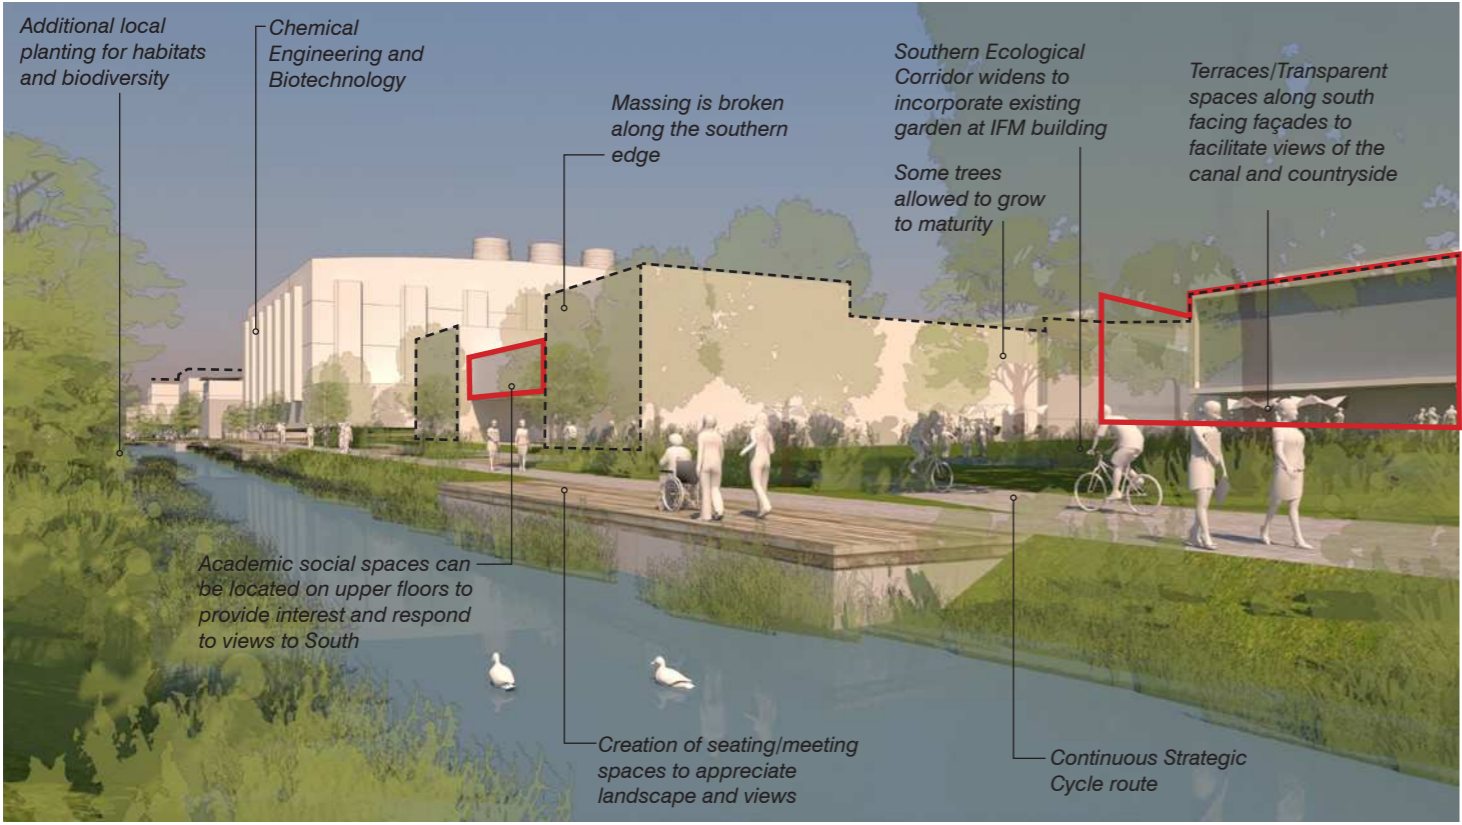 Additional local
planting for habitats
and biodiversity
Chemical
Engineering and
Biotechnology
Massing is broken
along the southern
edge
Southern Ecological
Corridor widens to
incorporate existing
garden at IFM building
Some trees
allowed to grow
to maturity
Terraces/Transparent
spaces along south
facing façades to
facilitate views of the
canal and countryside
Academic social spaces can
be located on upper floors to
provide interest and respond
to views to South
Creation of seating/meeting
spaces to appreciate
landscape and views
Continuous Strategic
Cycle route